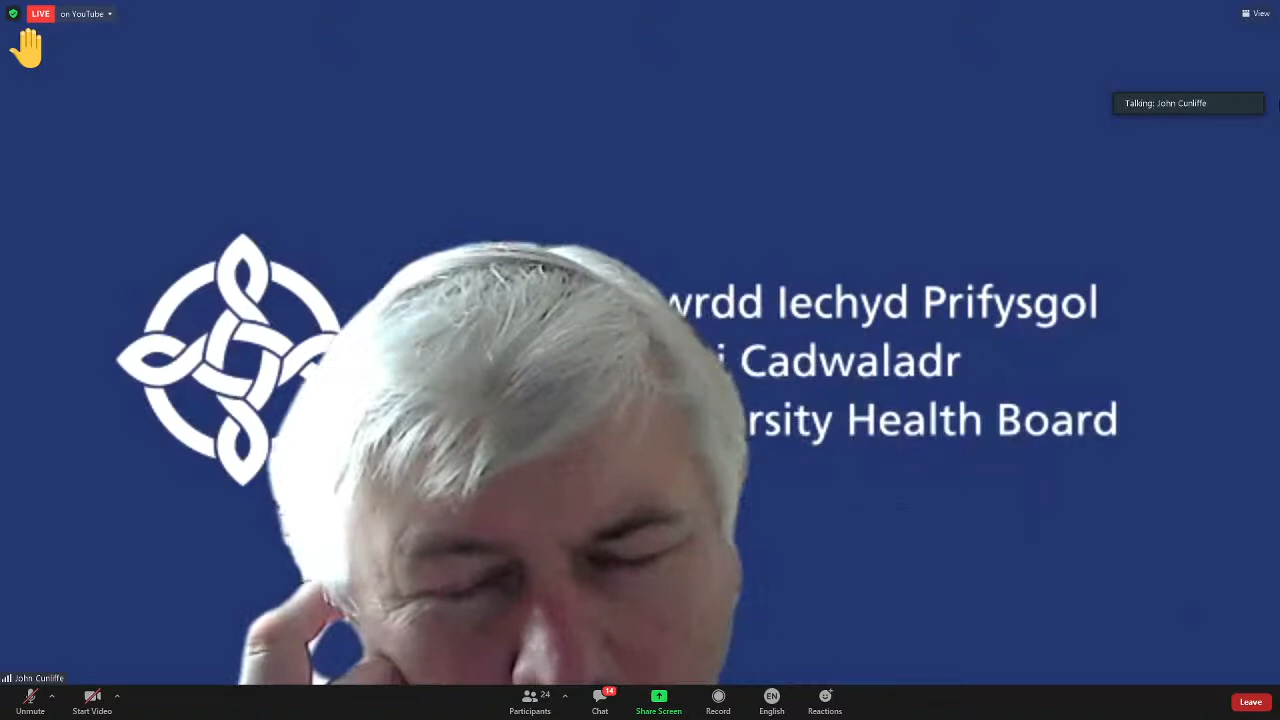 LIVE on YouTube
View
Talking: John Cunliffe
wrdd Iechyd Prifysgol
i Cadwaladr
rsity Health Board
John Cunliffe
Unmute
Start Video
24
Participants
14
Chat
Share Screen
Record
EN
English
Reactions
Leave